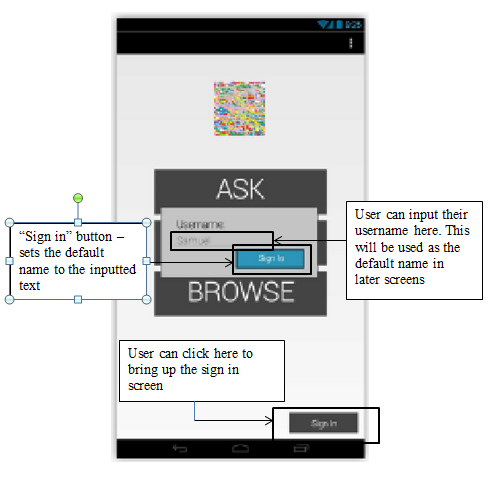 9:25
ASK
Username:
Samuel
Sign In
BROWSE
"Sign in" button –
sets the default
name to the inputted
text
User can input their
username here. This
will be used as the
default name in
later screens
User can click here to
bring up the sign in
screen
Sign In